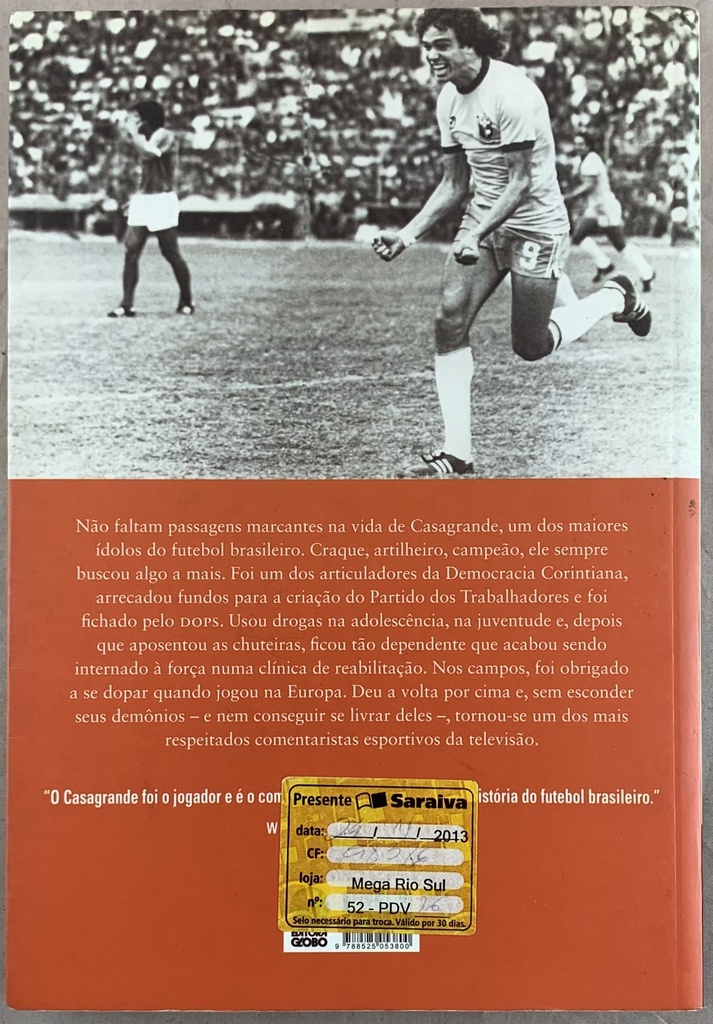 9
Não faltam passagens marcantes na vida de Casagrande, um dos maiores
ídolos do futebol brasileiro. Craque, artilheiro, campeão, ele sempre
buscou algo a mais. Foi um dos articuladores da Democracia Corintiana,
arrecadou fundos para a criação do Partido dos Trabalhadores e foi
fichado pelo DOPS. Usou drogas na adolescência, na juventude e, depois
que aposentou as chuteiras, ficou tão dependente que acabou sendo
internado à força numa clínica de reabilitação. Nos campos, foi obrigado
a se dopar quando jogou na Europa. Deu a volta por cima e, sem esconder
seus demônios – e nem conseguir se livrar deles –, tornou-se um dos mais
respeitados comentaristas esportivos da televisão.
"O Casagrande foi o jogador e é o com istória do futebol brasileiro."
W
Presente Saraiva
data: / / 2013
CF:
loja: Mega Rio Sul
nº: 52 - PDV
Selo necessário para troca. Válido por 30 dias.
EDITORA
GLOBO
9 788525 053800